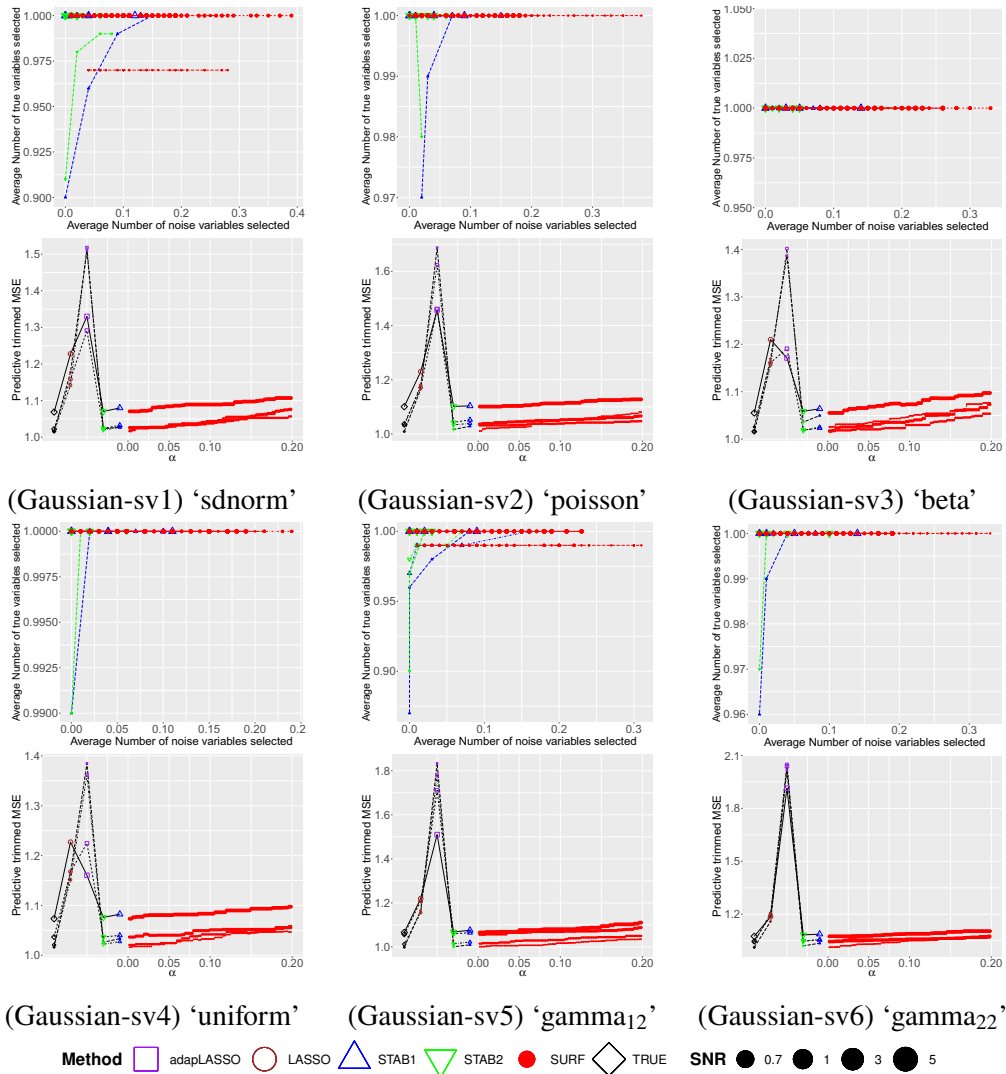 Average Number of true variables selected
1.000
0.975
0.950
0.925
0.900
0.0 0.1 0.2 0.3 0.4
Average Number of noise variables selected
Average Number of true variables selected
1.00
0.99
0.98
0.97
0.0 0.1 0.2 0.3
Average Number of noise variables selected
Average Number of true variables selected
1.050
1.025
1.000
0.975
0.950
0.0 0.1 0.2 0.3
Average Number of noise variables selected
Predictive trimmed MSE
1.5
1.4
1.3
1.2
1.1
1.0
0.00 0.05 0.10 0.20
α
Predictive trimmed MSE
1.6
1.4
1.2
1.0
0.00 0.05 0.10 0.20
α
Predictive trimmed MSE
1.4
1.3
1.2
1.1
1.0
0.00 0.05 0.10 0.20
α
(Gaussian-sv1) ‘sdnorm’
(Gaussian-sv2) ‘poisson’
(Gaussian-sv3) ‘beta’
Average Number of true variables selected
1.0000
0.9975
0.9950
0.9925
0.9900
0.00 0.05 0.10 0.15 0.20 0.25
Average Number of noise variables selected
Average Number of true variables selected
1.00
0.95
0.90
0.0 0.1 0.2 0.3
Average Number of noise variables selected
Average Number of true variables selected
1.00
0.99
0.98
0.97
0.96
0.0 0.1 0.2 0.3
Average Number of noise variables selected
Predictive trimmed MSE
1.4
1.3
1.2
1.1
1.0
0.00 0.05 0.10 0.20
α
Predictive trimmed MSE
1.8
1.6
1.4
1.2
1.0
0.00 0.05 0.10 0.20
α
Predictive trimmed MSE
2.1
1.8
1.5
1.2
0.00 0.05 0.10 0.20
α
(Gaussian-sv4) ‘uniform’
(Gaussian-sv5) ‘gamma₁₂’
(Gaussian-sv6) ‘gamma₂₂’
Method adapLASSO LASSO STAB1 STAB2 SURF TRUE SNR 0.7 1 3 5